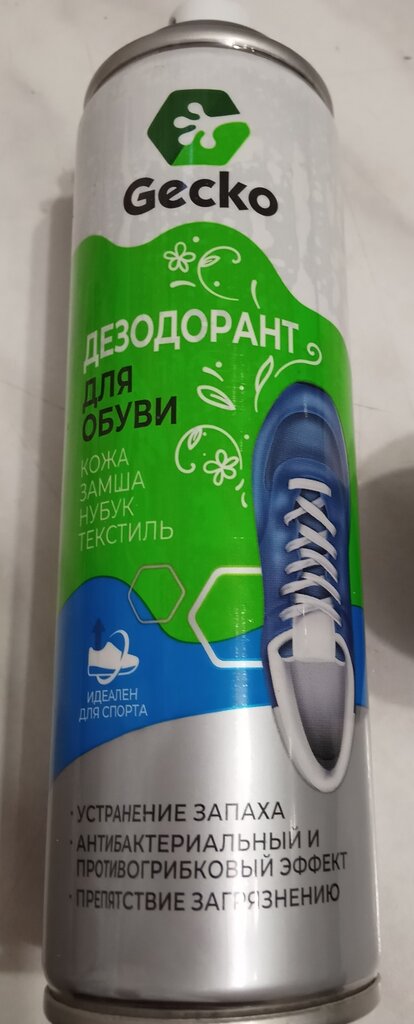 Gecko
ДЕЗОДОРАНТ
ДЛЯ
ОБУВИ
КОЖА
ЗАМША
НУБУК
ТЕКСТИЛЬ
ИДЕАЛЕН
ДЛЯ СПОРТА
• УСТРАНЕНИЕ ЗАПАХА
• АНТИБАКТЕРИАЛЬНЫЙ И
ПРОТИВОГРИБКОВЫЙ ЭФФЕКТ
• ПРЕПЯТСТВИЕ ЗАГРЯЗНЕНИЮ